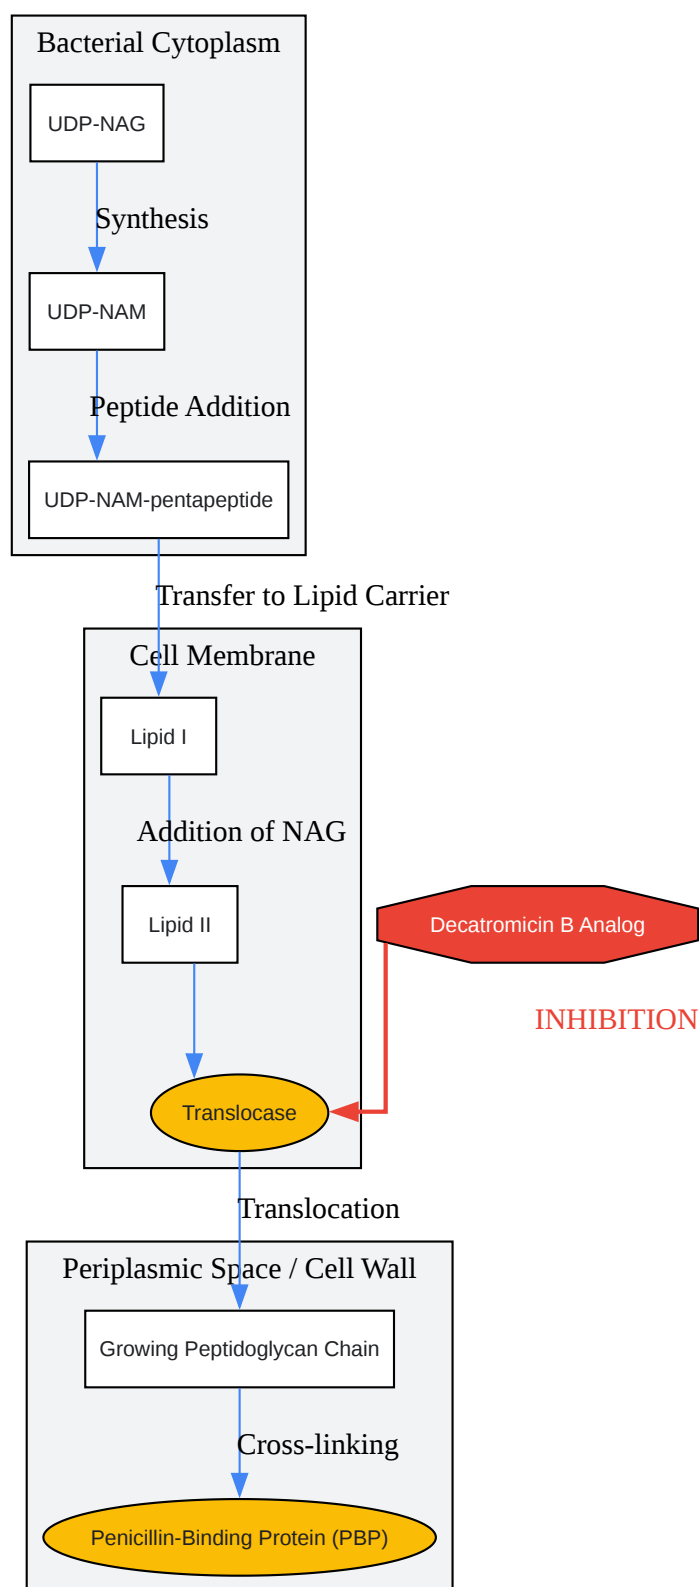 Bacterial Cytoplasm
UDP-NAG
Synthesis
UDP-NAM
Peptide Addition
UDP-NAM-pentapeptide
Transfer to Lipid Carrier
Cell Membrane
Lipid I
Addition of NAG
Lipid II
Decatromicin B Analog
INHIBITION
Translocase
Translocation
Periplasmic Space / Cell Wall
Growing Peptidoglycan Chain
Cross-linking
Penicillin-Binding Protein (PBP)